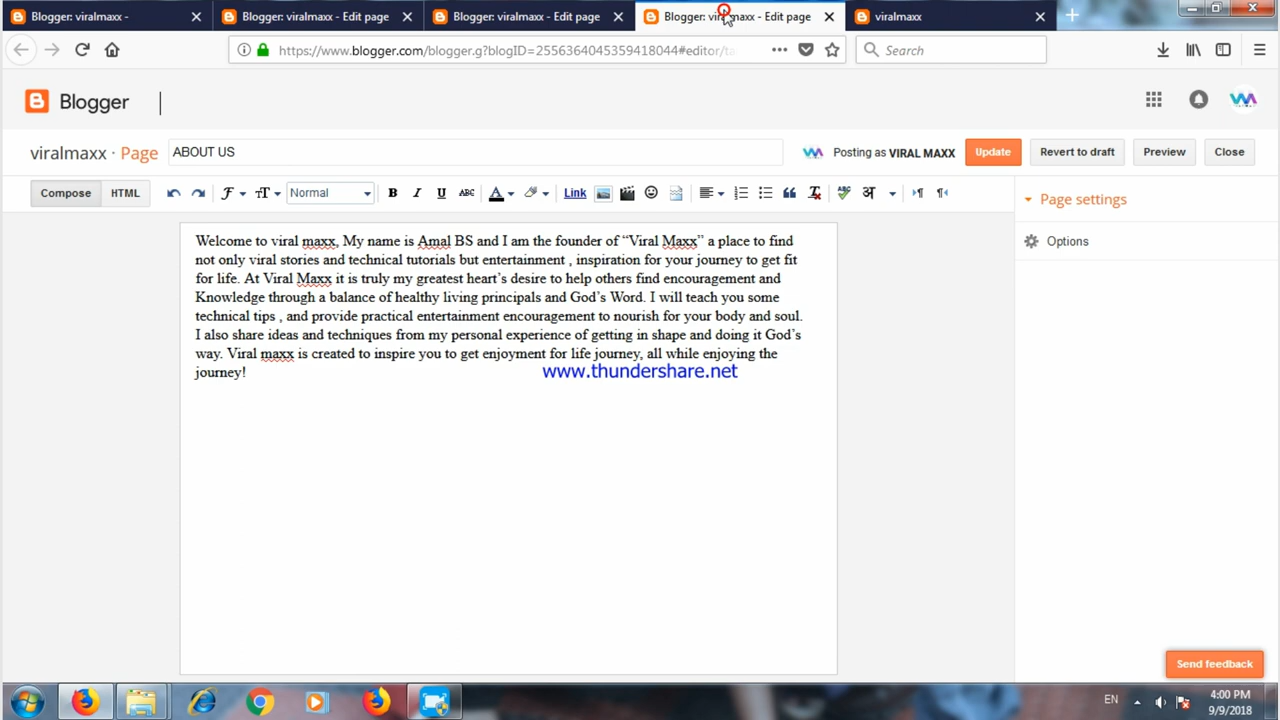 Blogger: viralmaxx -
Blogger: viralmaxx - Edit page
Blogger: viralmaxx - Edit page
Blogger: viralmaxx - Edit page
viralmaxx
https://www.blogger.com/blogger.g?blogID=2556364045359418044#editor/ta
Search
Blogger
viralmaxx · Page
ABOUT US
Posting as VIRAL MAXX
Update
Revert to draft
Preview
Close
Compose
HTML
Normal
B
I
U
ABC
A
Link
अ
Page settings
Options
Welcome to viral maxx, My name is Amal BS and I am the founder of “Viral Maxx” a place to find
not only viral stories and technical tutorials but entertainment , inspiration for your journey to get fit
for life. At Viral Maxx it is truly my greatest heart’s desire to help others find encouragement and
Knowledge through a balance of healthy living principals and God’s Word. I will teach you some
technical tips , and provide practical entertainment encouragement to nourish for your body and soul.
I also share ideas and techniques from my personal experience of getting in shape and doing it God’s
way. Viral maxx is created to inspire you to get enjoyment for life journey, all while enjoying the
journey!
www.thundershare.net
Send feedback
EN
4:00 PM
9/9/2018